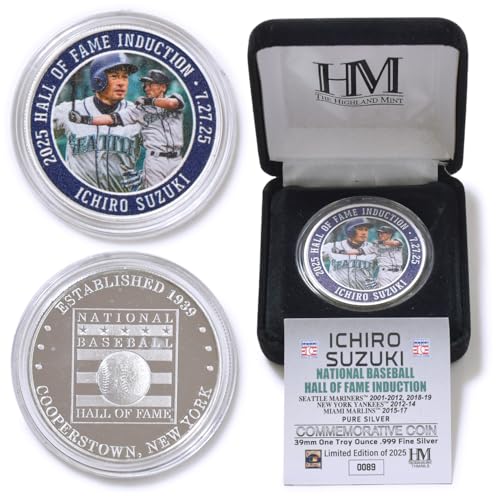 2025 HALL OF FAME INDUCTION • 7.27.25
SEATTLE
ICHIRO SUZUKI
HM
THE HIGHLAND MINT
2025 HALL OF FAME INDUCTION • 7.27.25
ICHIRO SUZUKI
ESTABLISHED 1939
NATIONAL
BASEBALL
HALL OF FAME
COOPERSTOWN, NEW YORK
ICHIRO
SUZUKI
NATIONAL BASEBALL
HALL OF FAME INDUCTION
SEATTLE MARINERS™ 2001-2012, 2018-19
NEW YORK YANKEES™ 2012-14
MIAMI MARLINS™ 2015-17
PURE SILVER
COMMEMORATIVE COIN
39mm One Troy Ounce .999 Fine Silver
Limited Edition of 2025
0089
HM